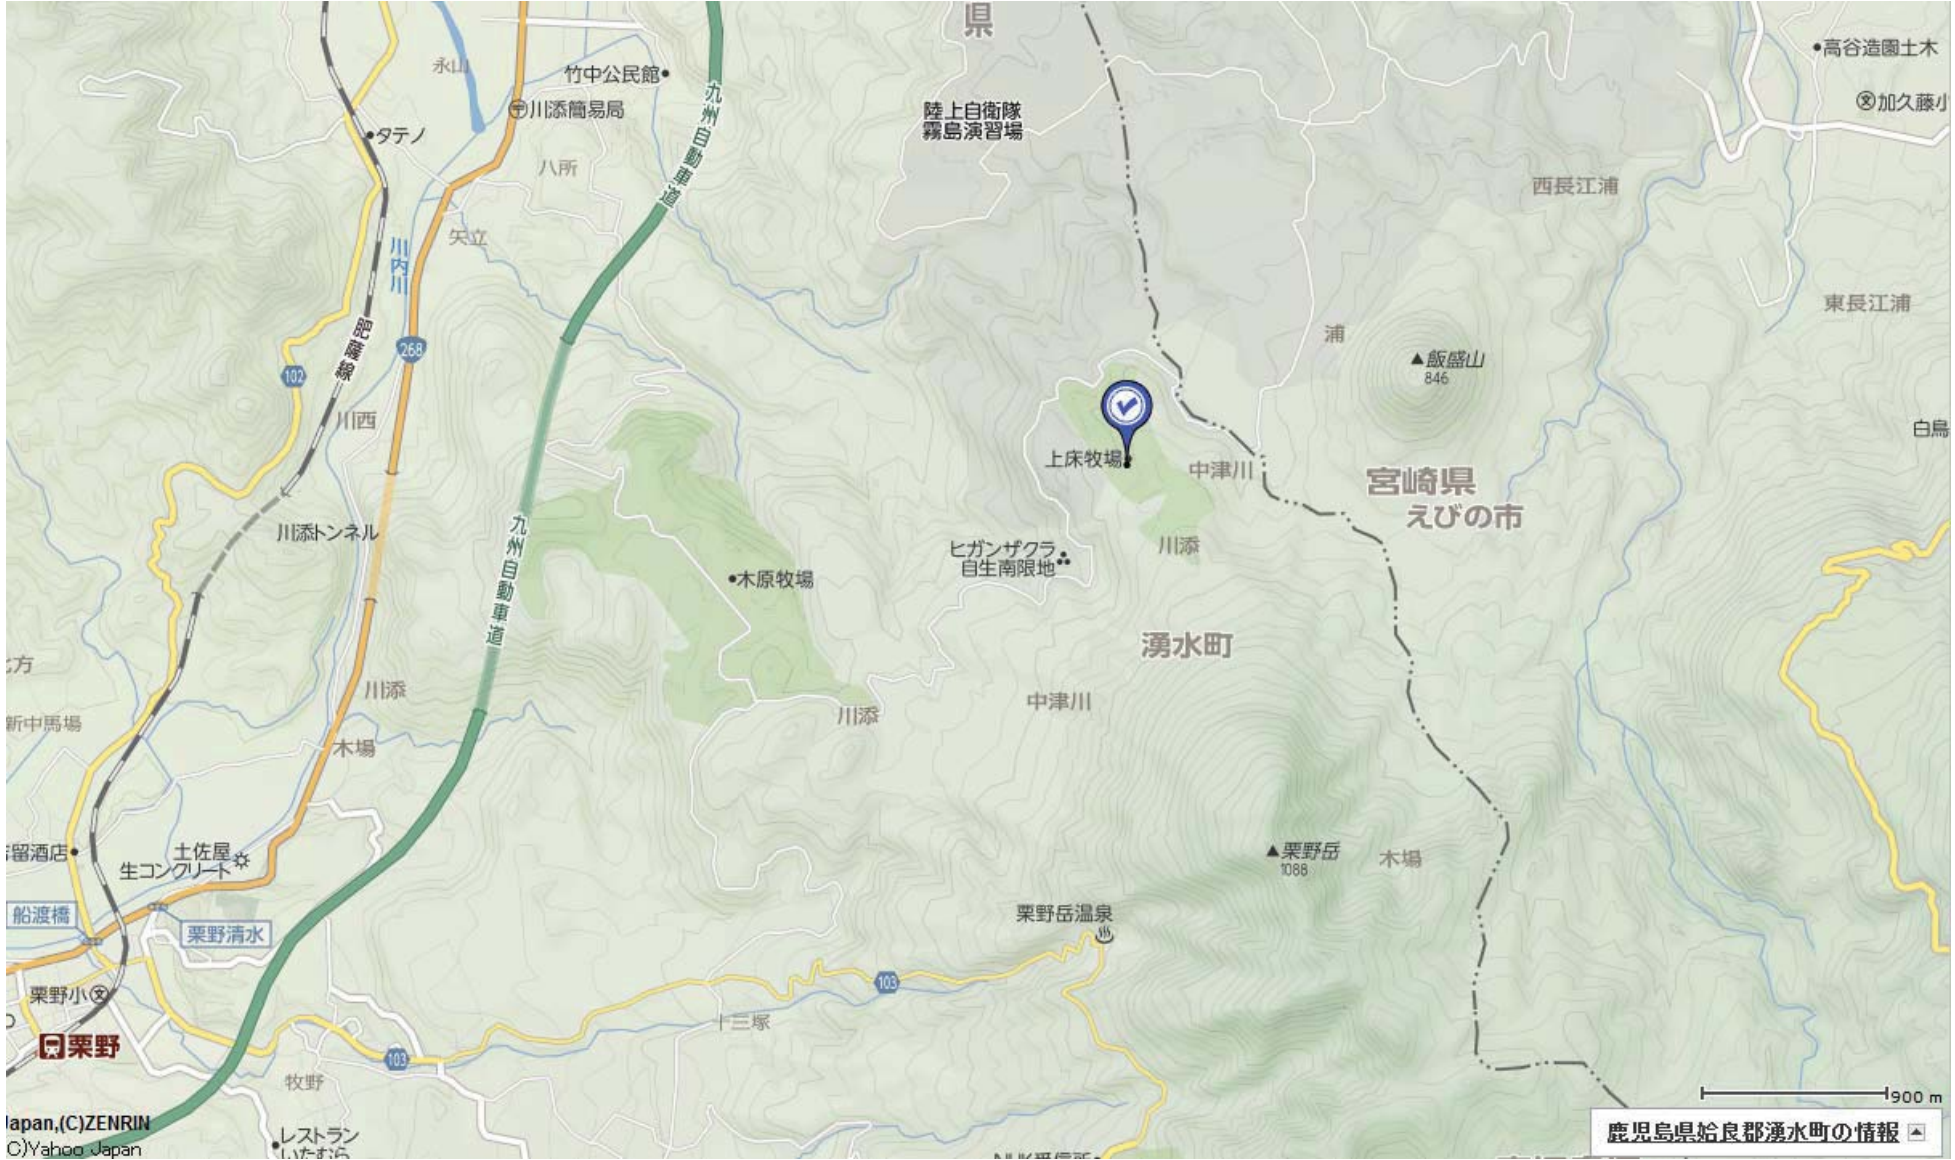 県
高谷造園土木
永山
竹中公民館
九州自動車道
川添簡易局
陸上自衛隊
霧島演習場
文加久藤小
タテノ
八所
西長江浦
矢立
川内川
東長江浦
肥薩線
268
浦
飯盛山
846
102
川西
白鳥
上床牧場
中津川
宮崎県
えびの市
川添トンネル
九州自動車道
ヒガンザクラ
自生南限地
川添
木原牧場
湧水町
方
川添
中津川
川添
新中馬場
木場
留酒店
土佐屋
生コンクリート
栗野岳
1088
木場
船渡橋
栗野清水
栗野岳温泉
103
栗野小文
十三塚
栗野
103
牧野
900 m
Japan,(C)ZENRIN
C)Yahoo Japan
レストラン
いたむら
鹿児島県姶良郡湧水町の情報